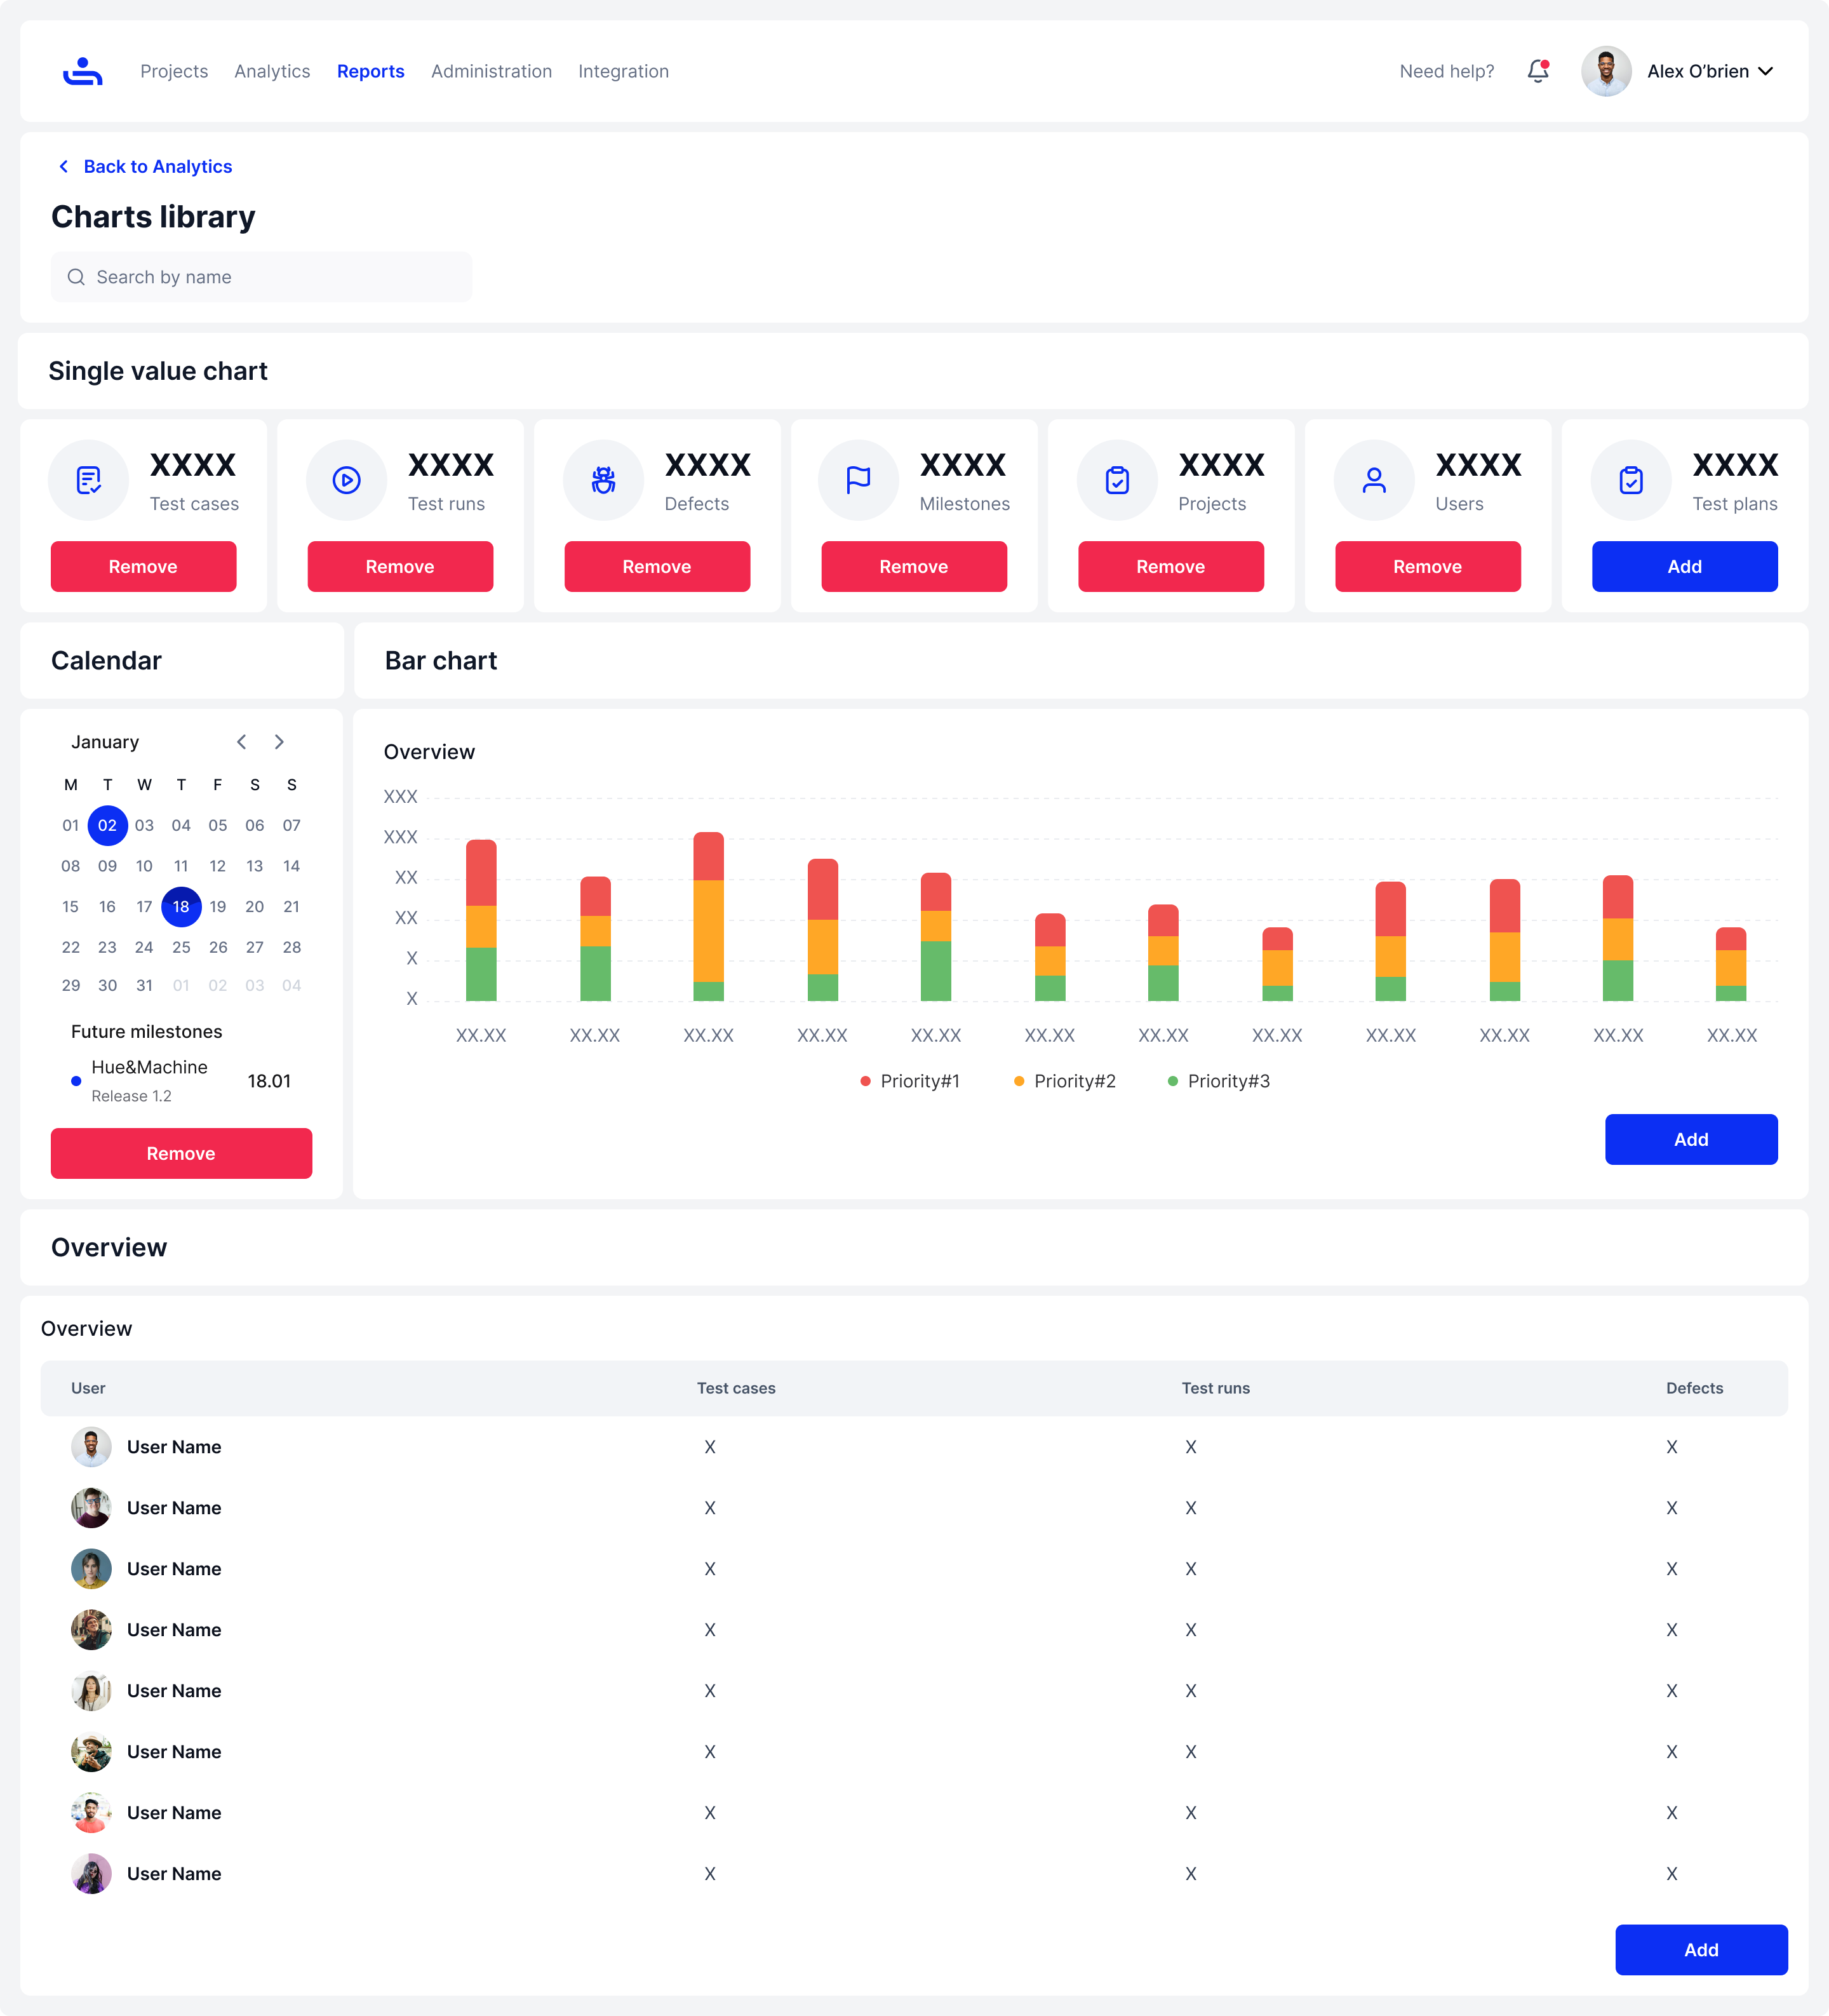 Projects Analytics Reports Administration Integration Need help? Alex O’brien
Back to Analytics
Charts library
Search by name
Single value chart
XXXX XXXX XXXX XXXX XXXX XXXX XXXX
Test cases Test runs Defects Milestones Projects Users Test plans
Remove Remove Remove Remove Remove Remove Add
Calendar
January
M T W T F S S
01 02 03 04 05 06 07
08 09 10 11 12 13 14
15 16 17 18 19 20 21
22 23 24 25 26 27 28
29 30 31 01 02 03 04
Future milestones
Hue&Machine
Release 1.2
18.01
Remove
Bar chart
Overview
XXX
XXX
XX
XX
X
X
XX.XX XX.XX XX.XX XX.XX XX.XX XX.XX XX.XX XX.XX XX.XX XX.XX XX.XX XX.XX
Priority#1 Priority#2 Priority#3
Add
Overview
Overview
User Test cases Test runs Defects
User Name X X X
User Name X X X
User Name X X X
User Name X X X
User Name X X X
User Name X X X
User Name X X X
User Name X X X
Add